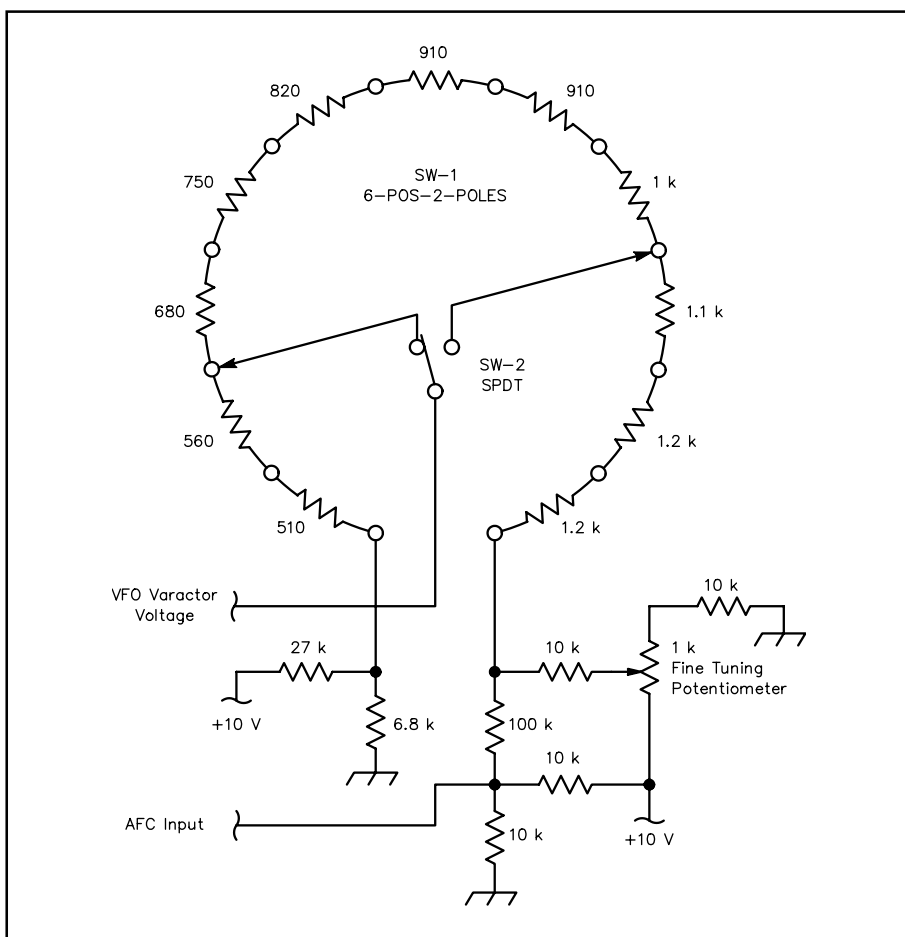 910
820
910
750
SW-1
6-POS-2-POLES
1 k
680
1.1 k
SW-2
SPDT
560
1.2 k
510
1.2 k
VFO Varactor
Voltage
10 k
27 k
10 k
1 k
Fine Tuning
Potentiometer
+10 V
6.8 k
100 k
10 k
AFC Input
10 k
+10 V